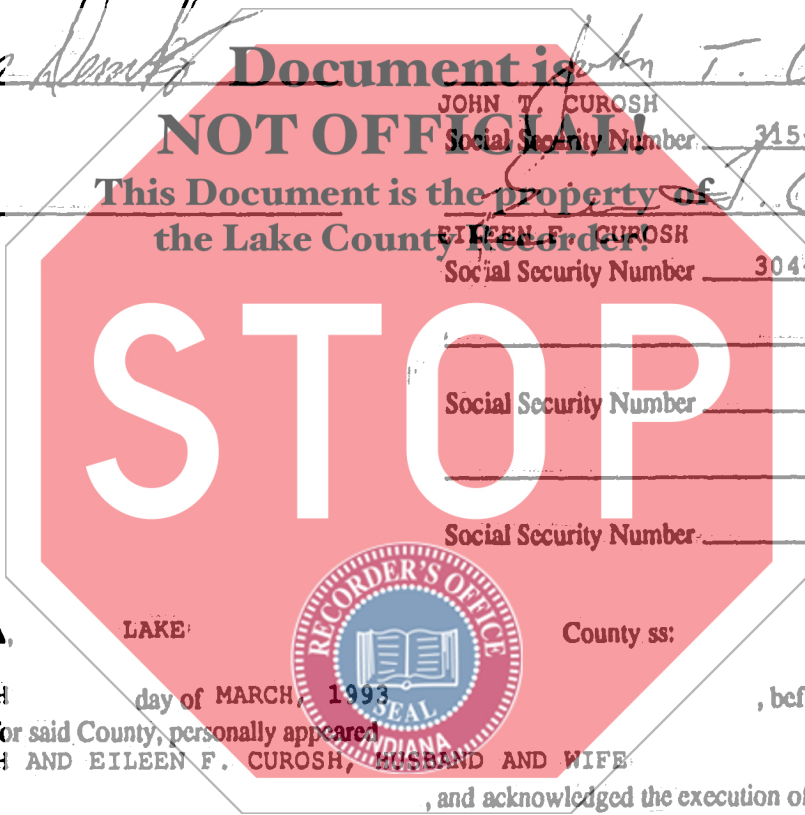 Document is
John T. C
JOHN T. CUROSH
NOT OFFICIAL!
Social Security Number 315
This Document is the property of
the Lake County Recorder!
EILEEN F. CUROSH
Social Security Number 304
STOP
Social Security Number
Social Security Number
RECORDER'S OFFICE
SEAL
INDIANA
LAKE County ss:
H day of MARCH, 1993, bef
or said County, personally appeared
H AND EILEEN F. CUROSH, HUSBAND AND WIFE
, and acknowledged the execution of